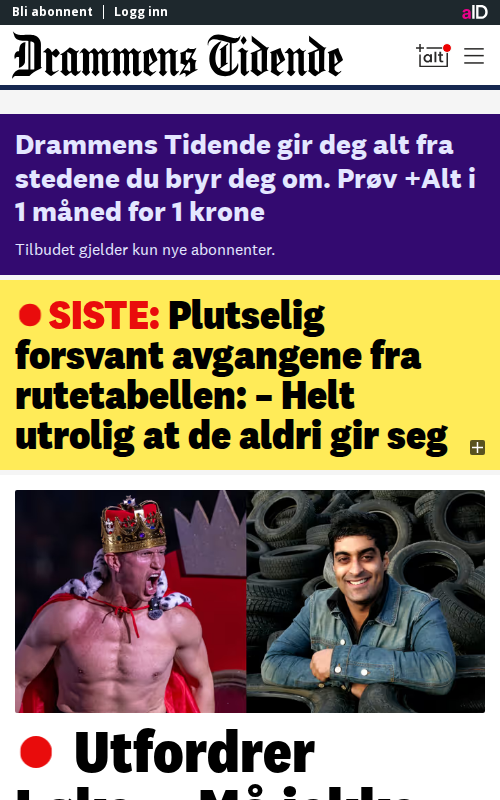 Bli abonnent | Logg inn
aID
Drammens Tidende
+alt
Drammens Tidende gir deg alt fra
stedene du bryr deg om. Prøv +Alt i
1 måned for 1 krone
Tilbudet gjelder kun nye abonnenter.
SISTE: Plutselig
forsvant avgangene fra
rutetabellen: – Helt
utrolig at de aldri gir seg
Utfordrer